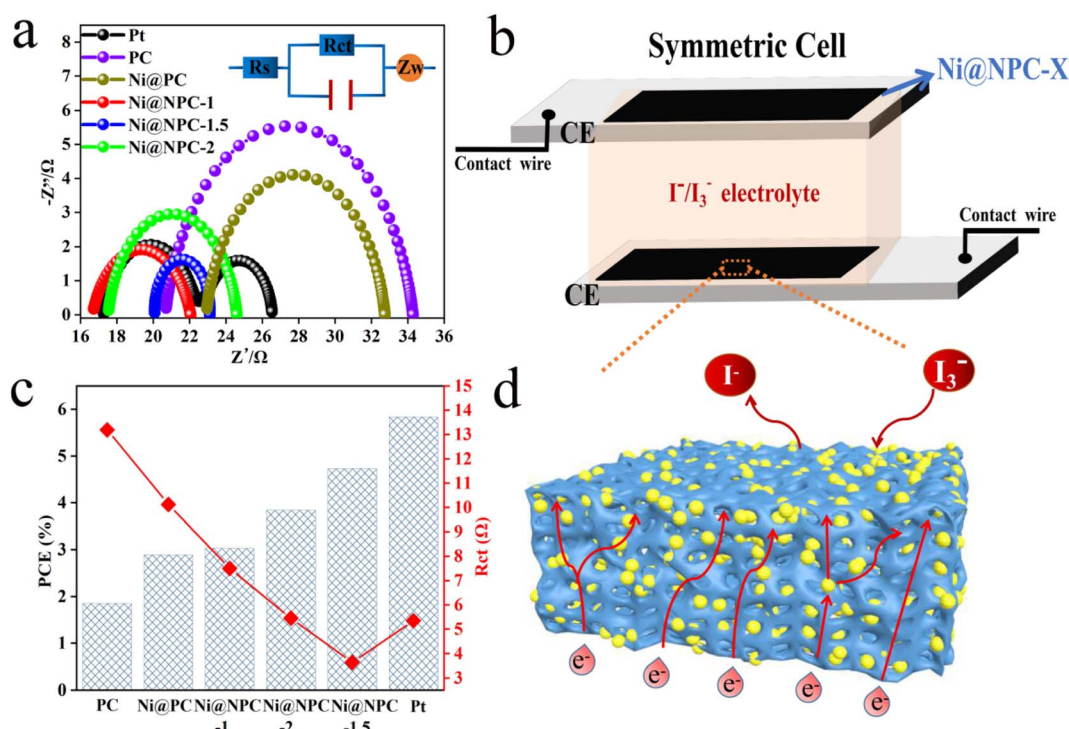 a
-Z''/Ω
8
7
6
5
4
3
2
1
0
Pt
PC
Ni@PC
Ni@NPC-1
Ni@NPC-1.5
Ni@NPC-2
Rs
Rct
Zw
16 18 20 22 24 26 28 30 32 34
Z'/Ω
b
Symmetric Cell
Ni@NPC-X
CE
Contact wire
I⁻/I₃⁻ electrolyte
Contact wire
CE
c
PCE (%)
6
5
4
3
2
1
0
15
14
13
12
11
10
9
8
7
6
5
4
3
Rct (Ω)
PC Ni@PC Ni@NPC Ni@NPC Ni@NPC Pt
-1 -2 -1.5
d
I⁻
I₃⁻
e⁻ e⁻ e⁻ e⁻ e⁻